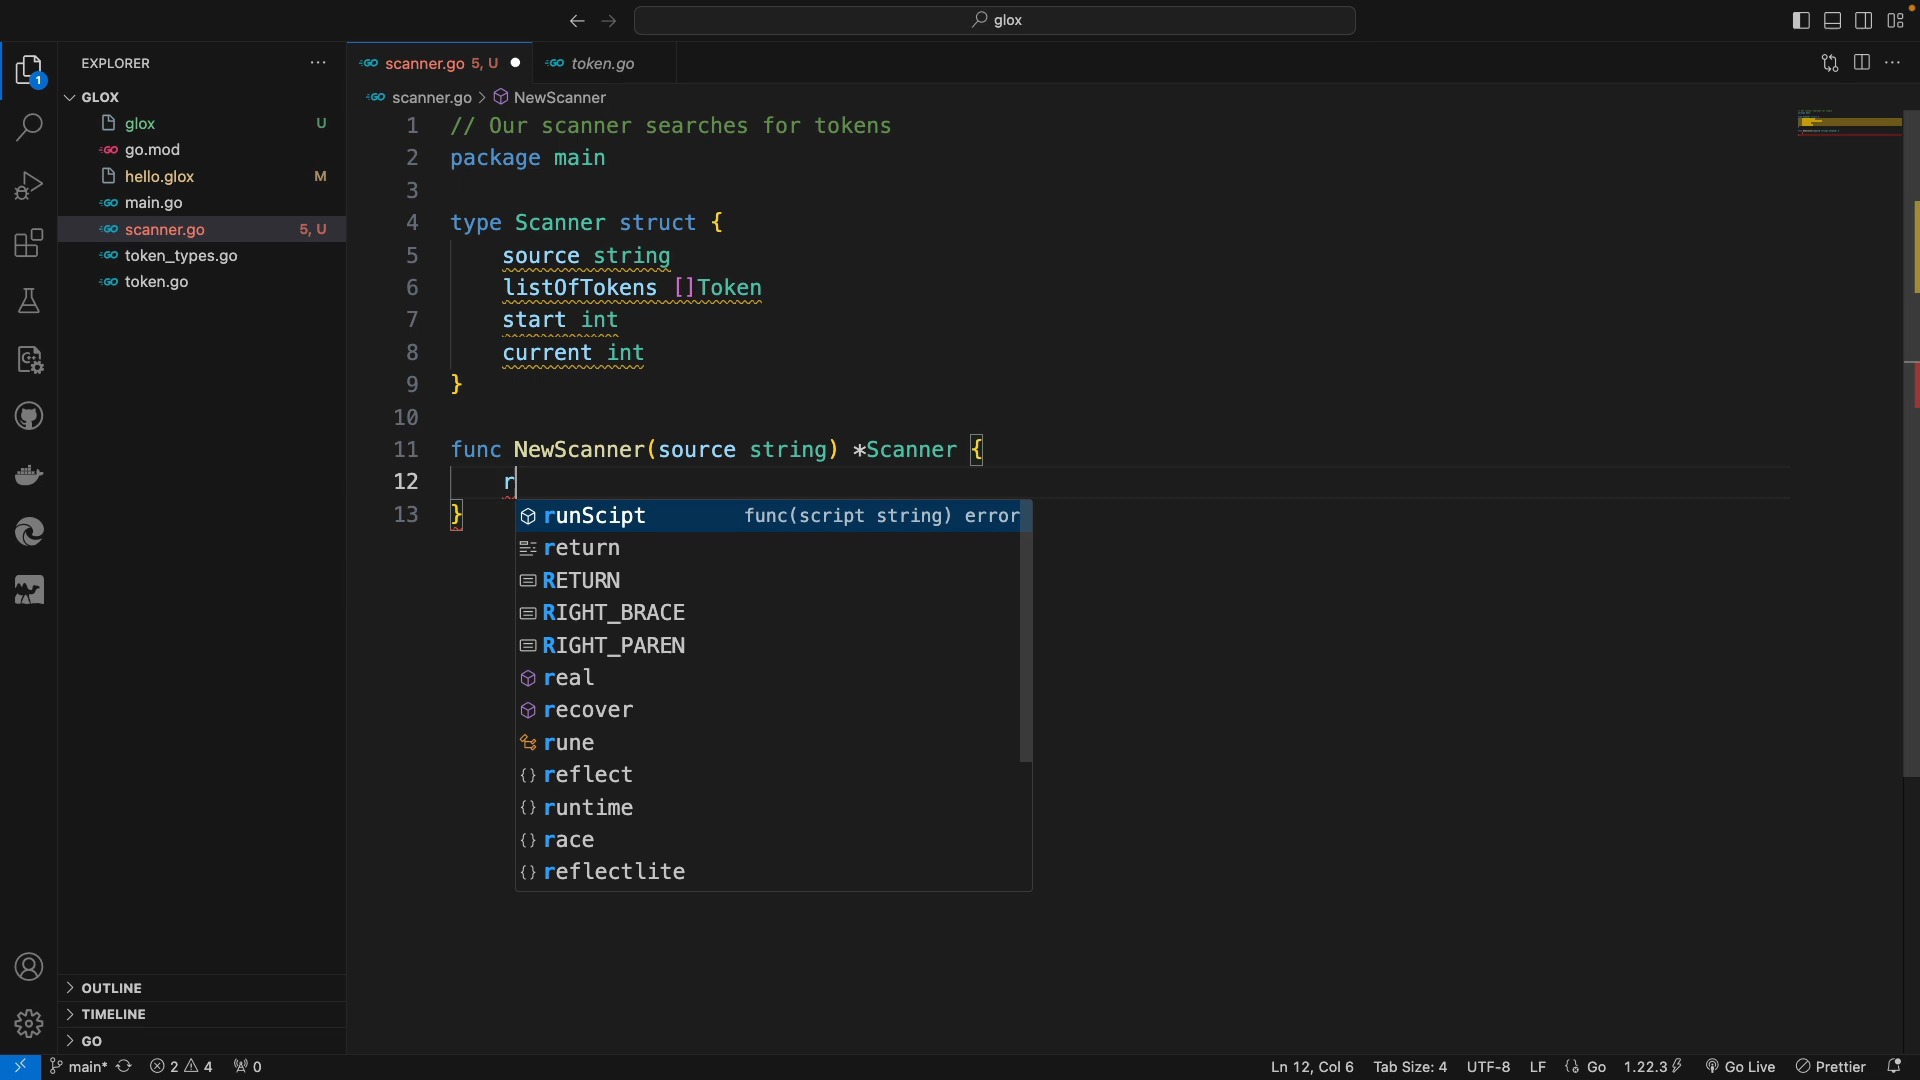 glox
EXPLORER
1
GLOX
glox U
go.mod
hello.glox M
main.go
scanner.go 5, U
token_types.go
token.go
OUTLINE
TIMELINE
GO
scanner.go 5, U
token.go
scanner.go > NewScanner
1 // Our scanner searches for tokens
2 package main
3
4 type Scanner struct {
5 source string
6 listOfTokens []Token
7 start int
8 current int
9 }
10
11 func NewScanner(source string) *Scanner {
12 r
13 }
runScipt func(script string) error
return
RETURN
RIGHT_BRACE
RIGHT_PAREN
real
recover
rune
reflect
runtime
race
reflectlite
main* 2 4 0
Ln 12, Col 6 Tab Size: 4 UTF-8 LF Go 1.22.3 Go Live Prettier